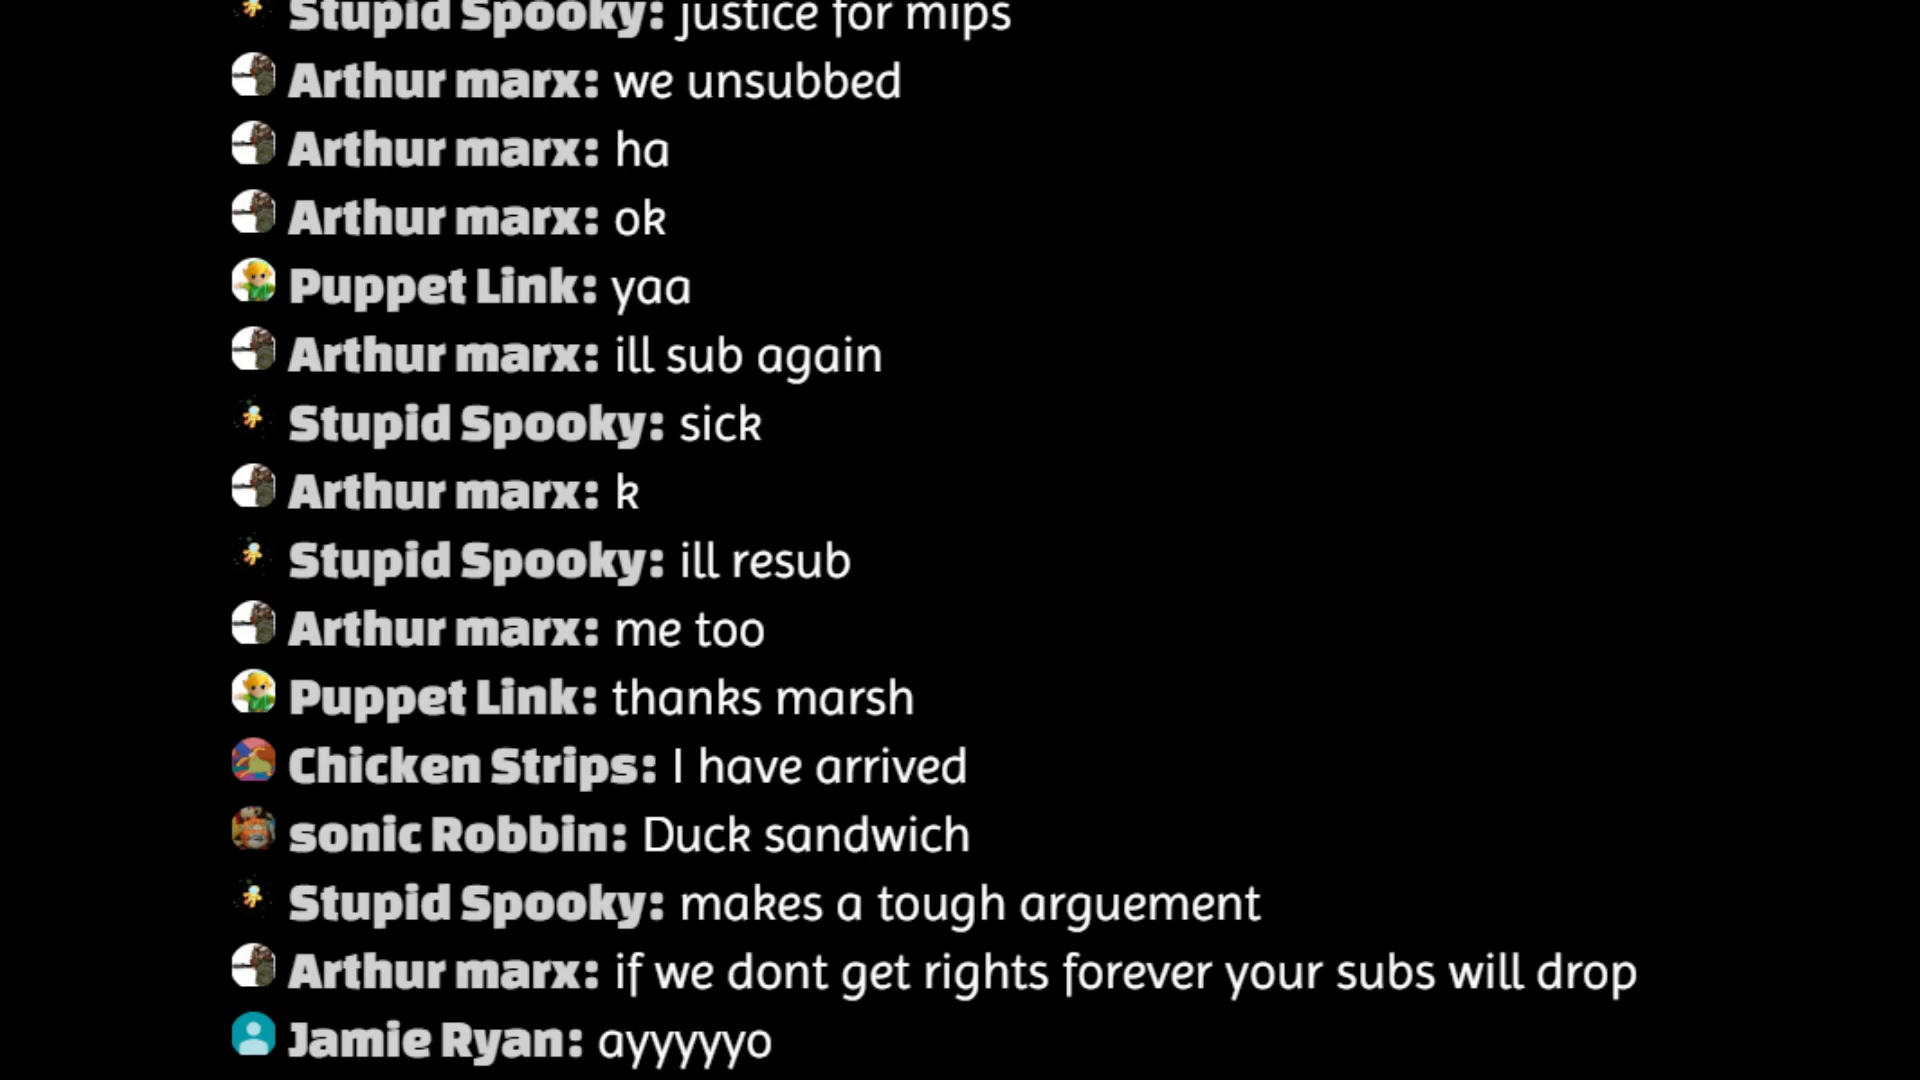 Stupid Spooky: justice for mips
Arthur marx: we unsubbed
Arthur marx: ha
Arthur marx: ok
Puppet Link: yaa
Arthur marx: ill sub again
Stupid Spooky: sick
Arthur marx: k
Stupid Spooky: ill resub
Arthur marx: me too
Puppet Link: thanks marsh
Chicken Strips: I have arrived
sonic Robbin: Duck sandwich
Stupid Spooky: makes a tough arguement
Arthur marx: if we dont get rights forever your subs will drop
Jamie Ryan: ayyyyyo